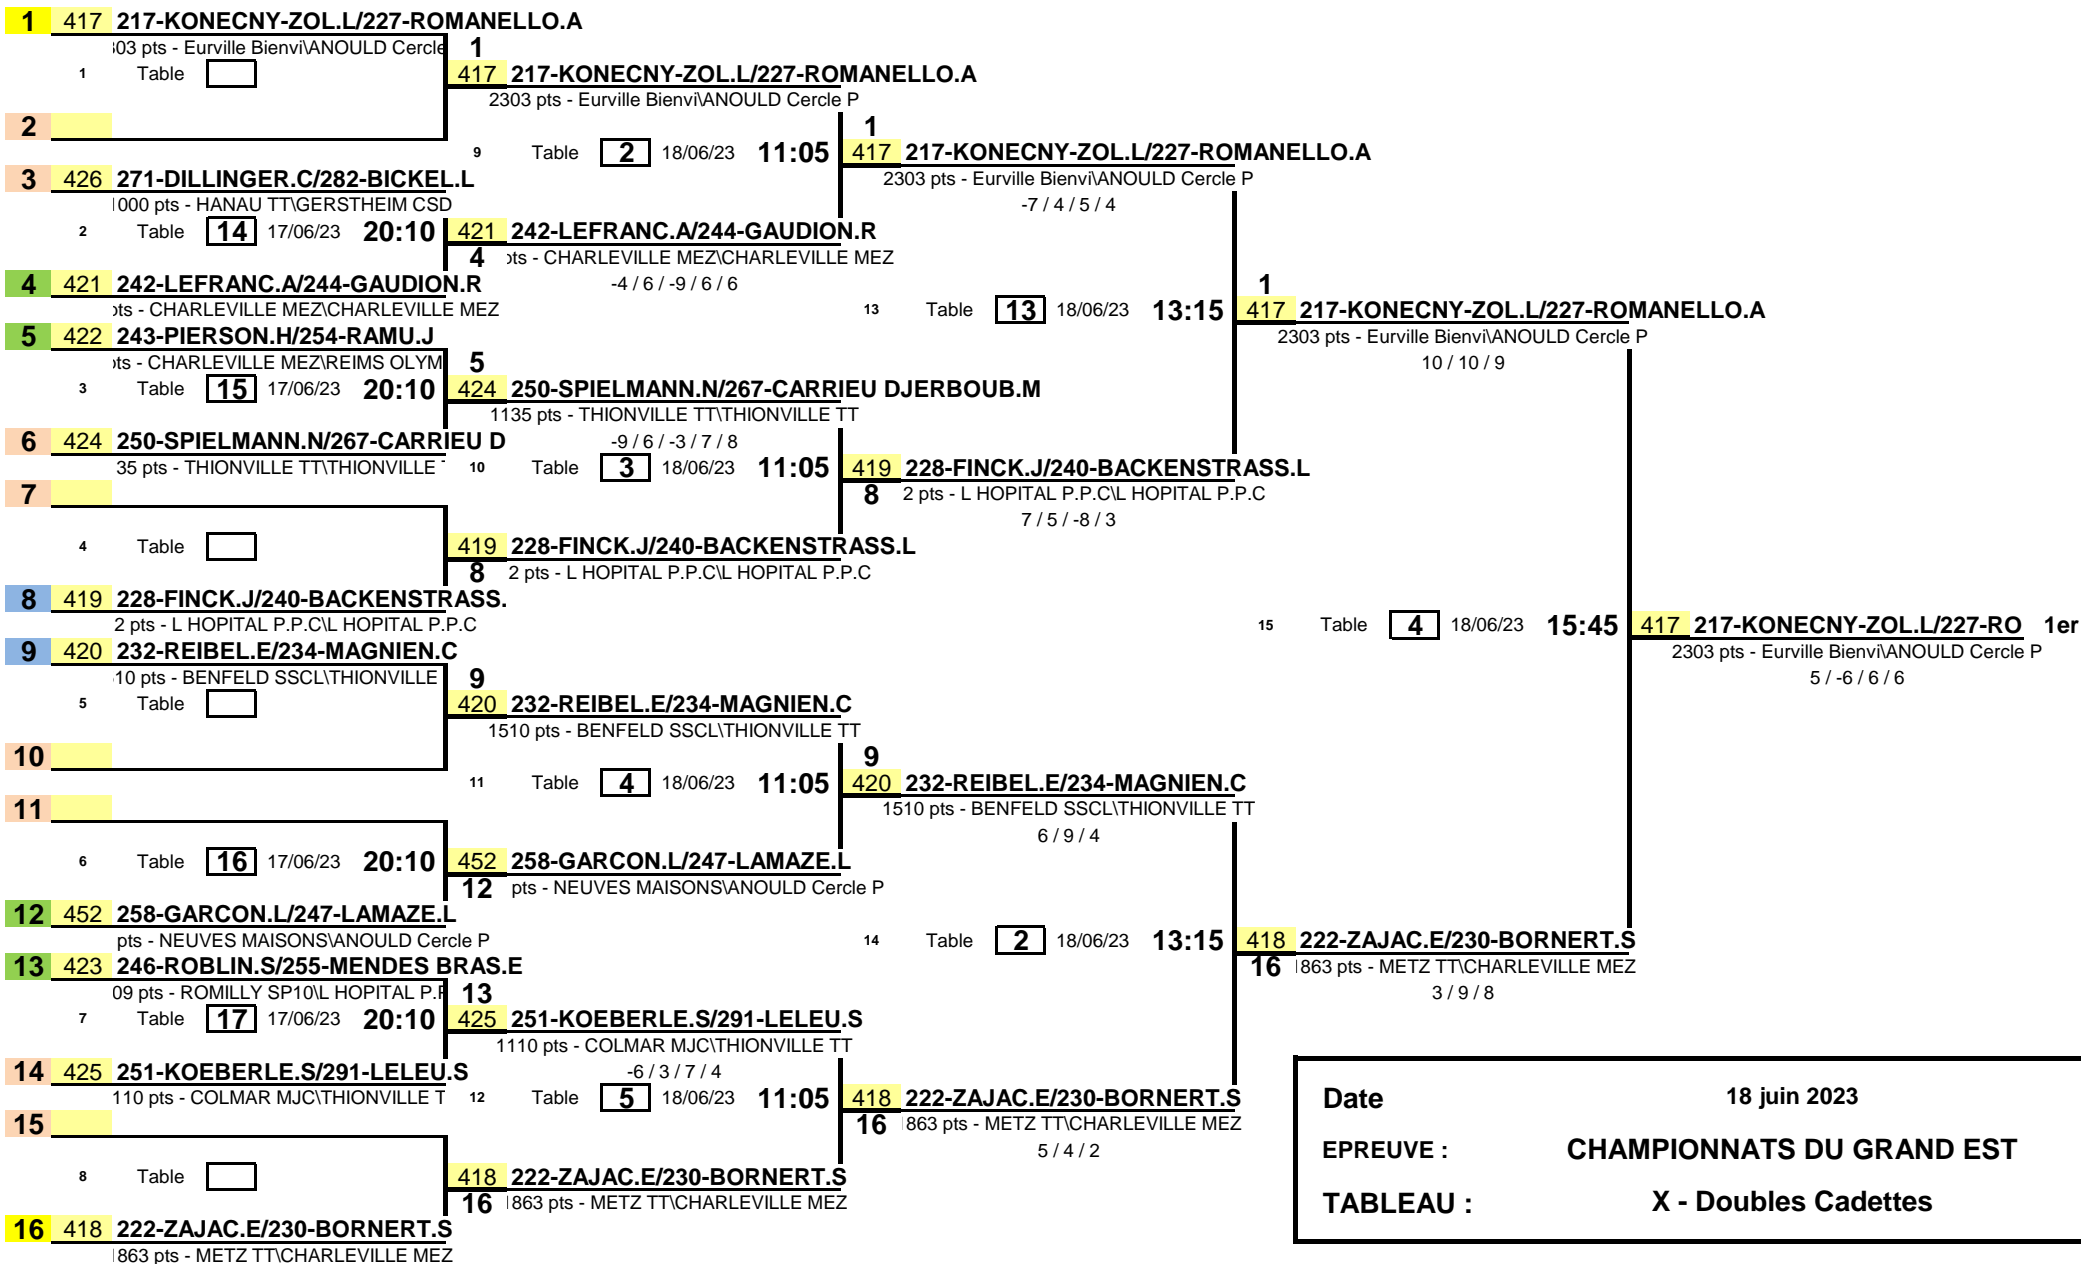 1 417 217-KONECNY-ZOL.L/227-ROMANELLO.A
303 pts - Eurville Bienvi\ANOULD Cercle 1
1 Table 417 217-KONECNY-ZOL.L/227-ROMANELLO.A
2303 pts - Eurville Bienvi\ANOULD Cercle P
2 1
9 Table 2 18/06/23 11:05 417 217-KONECNY-ZOL.L/227-ROMANELLO.A
3 426 271-DILLINGER.C/282-BICKEL.L 2303 pts - Eurville Bienvi\ANOULD Cercle P
1000 pts - HANAU TT\GERSTHEIM CSD -7 / 4 / 5 / 4
2 Table 14 17/06/23 20:10 421 242-LEFRANC.A/244-GAUDION.R
4 pts - CHARLEVILLE MEZ\CHARLEVILLE MEZ
4 421 242-LEFRANC.A/244-GAUDION.R -4 / 6 / -9 / 6 / 6 1
pts - CHARLEVILLE MEZ\CHARLEVILLE MEZ 13 Table 13 18/06/23 13:15 417 217-KONECNY-ZOL.L/227-ROMANELLO.A
5 422 243-PIERSON.H/254-RAMU.J 2303 pts - Eurville Bienvi\ANOULD Cercle P
pts - CHARLEVILLE MEZ\REIMS OLYM 5 10 / 10 / 9
3 Table 15 17/06/23 20:10 424 250-SPIELMANN.N/267-CARRIEU DJERBOUB.M
1135 pts - THIONVILLE TT\THIONVILLE TT
6 424 250-SPIELMANN.N/267-CARRIEU D -9 / 6 / -3 / 7 / 8
35 pts - THIONVILLE TT\THIONVILLE 10 Table 3 18/06/23 11:05 419 228-FINCK.J/240-BACKENSTRASS.L
7 8 2 pts - L HOPITAL P.P.C\L HOPITAL P.P.C
7 / 5 / -8 / 3
4 Table 419 228-FINCK.J/240-BACKENSTRASS.L
8 2 pts - L HOPITAL P.P.C\L HOPITAL P.P.C
8 419 228-FINCK.J/240-BACKENSTRASS.
2 pts - L HOPITAL P.P.C\L HOPITAL P.P.C 15 Table 4 18/06/23 15:45 417 217-KONECNY-ZOL.L/227-RO 1er
9 420 232-REIBEL.E/234-MAGNIEN.C 2303 pts - Eurville Bienvi\ANOULD Cercle P
10 pts - BENFELD SSCL\THIONVILLE 9 5 / -6 / 6 / 6
5 Table 420 232-REIBEL.E/234-MAGNIEN.C
1510 pts - BENFELD SSCL\THIONVILLE TT
10 9
11 Table 4 18/06/23 11:05 420 232-REIBEL.E/234-MAGNIEN.C
11 1510 pts - BENFELD SSCL\THIONVILLE TT
6 / 9 / 4
6 Table 16 17/06/23 20:10 452 258-GARCON.L/247-LAMAZE.L
12 pts - NEUVES MAISONS\ANOULD Cercle P
12 452 258-GARCON.L/247-LAMAZE.L
pts - NEUVES MAISONS\ANOULD Cercle P 14 Table 2 18/06/23 13:15 418 222-ZAJAC.E/230-BORNERT.S
13 423 246-ROBLIN.S/255-MENDES BRAS.E 16 1863 pts - METZ TT\CHARLEVILLE MEZ
09 pts - ROMILLY SP10\L HOPITAL P.P 13 3 / 9 / 8
7 Table 17 17/06/23 20:10 425 251-KOEBERLE.S/291-LELEU.S
1110 pts - COLMAR MJC\THIONVILLE TT
14 425 251-KOEBERLE.S/291-LELEU.S -6 / 3 / 7 / 4
110 pts - COLMAR MJC\THIONVILLE T 12 Table 5 18/06/23 11:05 418 222-ZAJAC.E/230-BORNERT.S
15 16 863 pts - METZ TT\CHARLEVILLE MEZ
5 / 4 / 2
8 Table 418 222-ZAJAC.E/230-BORNERT.S
16 1863 pts - METZ TT\CHARLEVILLE MEZ
16 418 222-ZAJAC.E/230-BORNERT.S
1863 pts - METZ TT\CHARLEVILLE MEZ
Date 18 juin 2023
EPREUVE : CHAMPIONNATS DU GRAND EST
TABLEAU : X - Doubles Cadettes